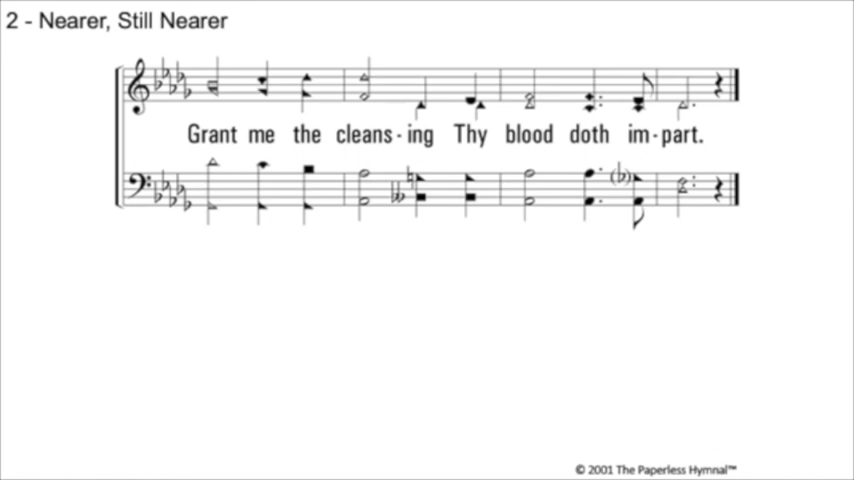 2 - Nearer, Still Nearer
Grant me the cleans - ing Thy blood doth im - part.
© 2001 The Paperless Hymnal™